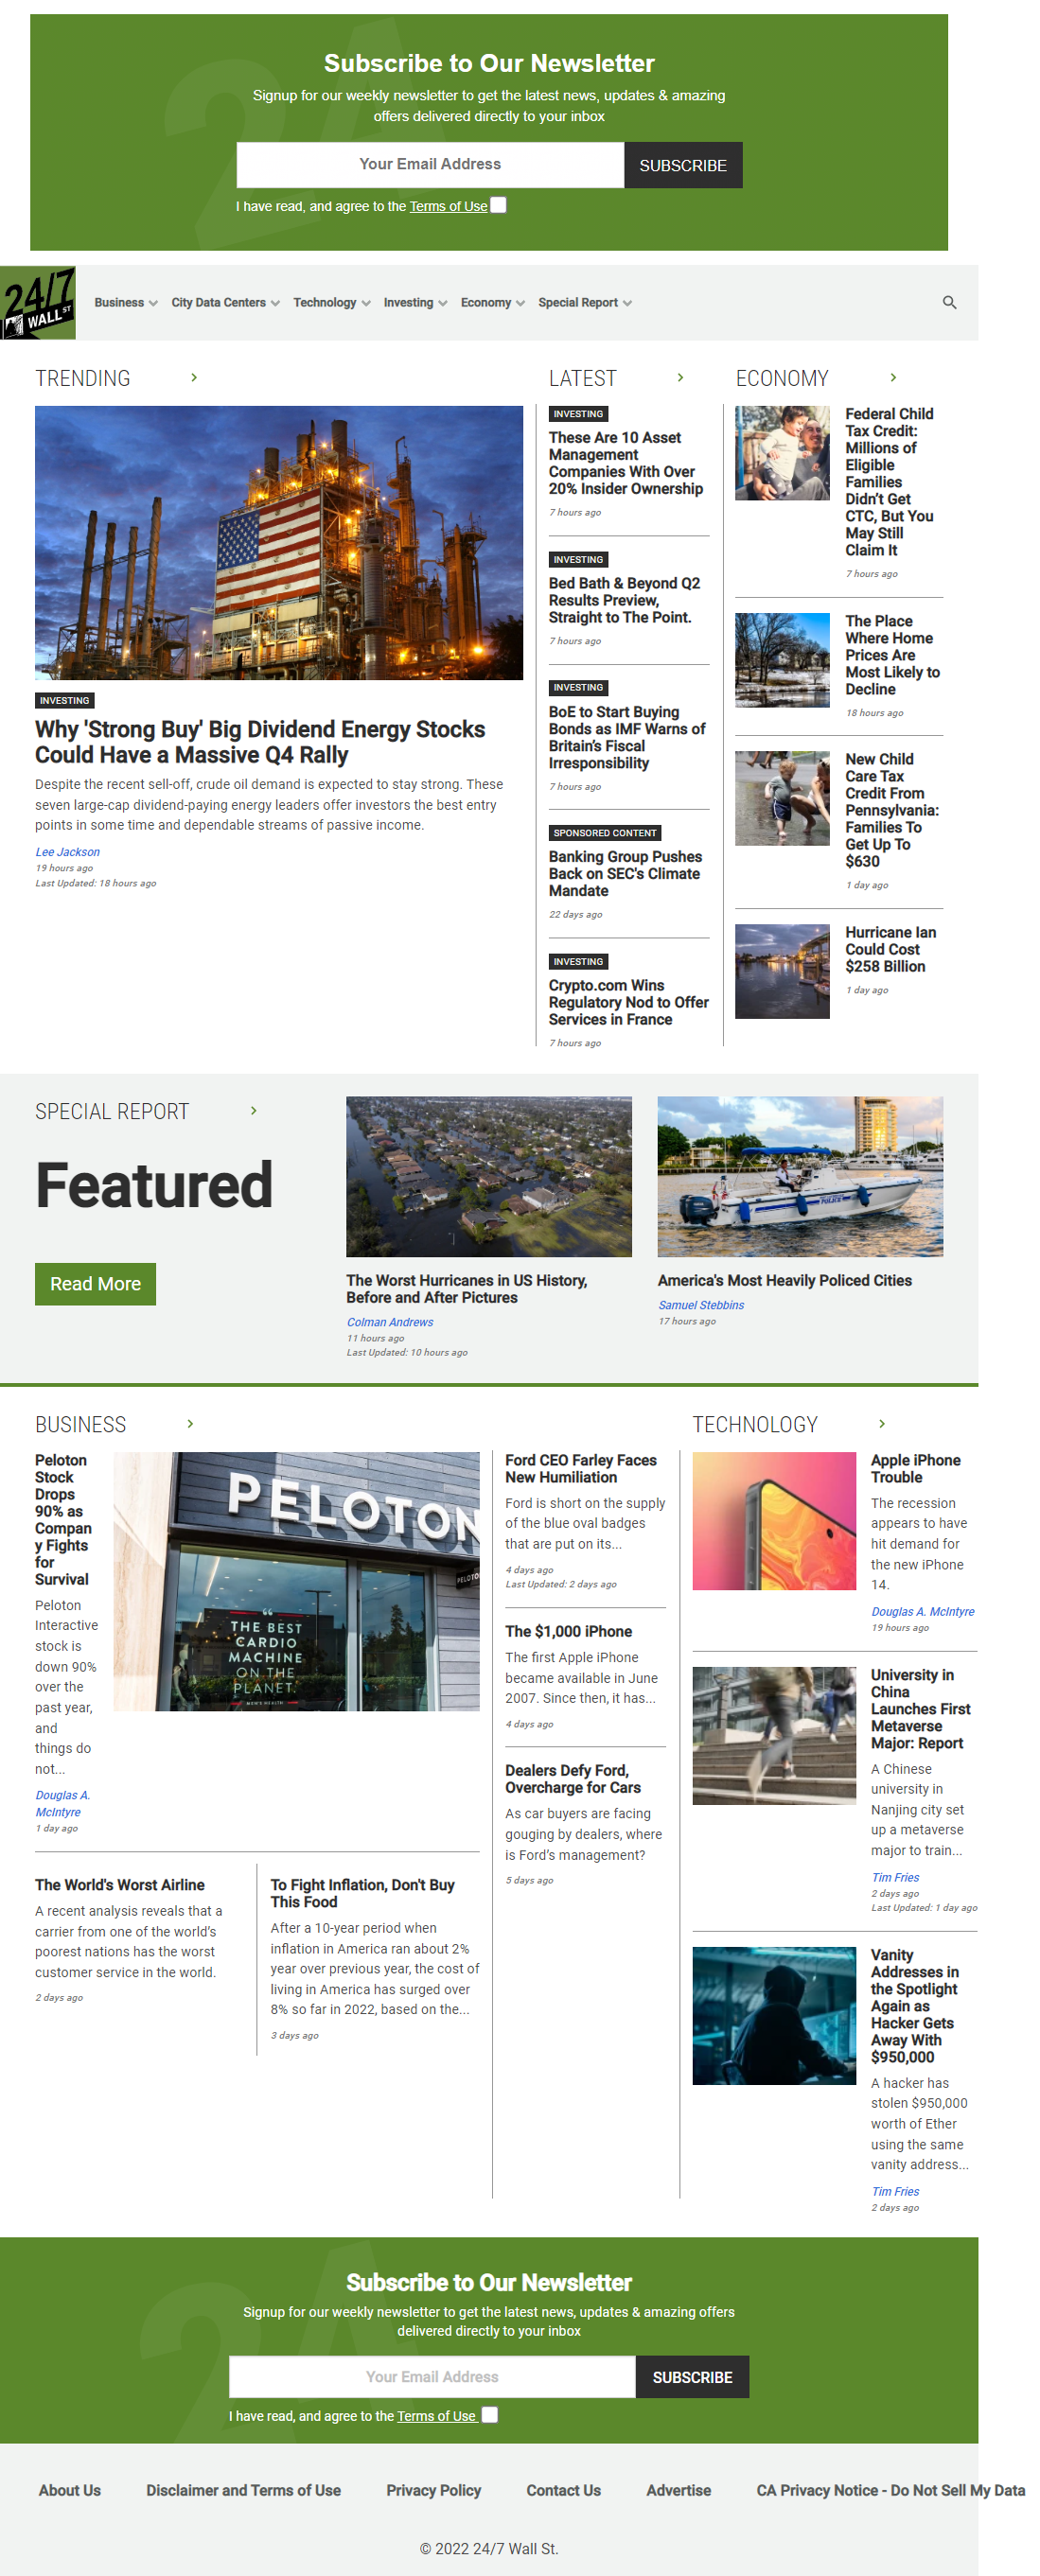 Subscribe to Our Newsletter
Signup for our weekly newsletter to get the latest news, updates & amazing
offers delivered directly to your inbox
Your Email Address
SUBSCRIBE
I have read, and agree to the Terms of Use
24/7
WALL ST
Business
City Data Centers
Technology
Investing
Economy
Special Report
TRENDING
INVESTING
Why 'Strong Buy' Big Dividend Energy Stocks
Could Have a Massive Q4 Rally
Despite the recent sell-off, crude oil demand is expected to stay strong. These
seven large-cap dividend-paying energy leaders offer investors the best entry
points in some time and dependable streams of passive income.
Lee Jackson
19 hours ago
Last Updated: 18 hours ago
LATEST
INVESTING
These Are 10 Asset
Management
Companies With Over
20% Insider Ownership
7 hours ago
INVESTING
Bed Bath & Beyond Q2
Results Preview,
Straight to The Point.
7 hours ago
INVESTING
BoE to Start Buying
Bonds as IMF Warns of
Britain’s Fiscal
Irresponsibility
7 hours ago
SPONSORED CONTENT
Banking Group Pushes
Back on SEC's Climate
Mandate
22 days ago
INVESTING
Crypto.com Wins
Regulatory Nod to Offer
Services in France
7 hours ago
ECONOMY
Federal Child
Tax Credit:
Millions of
Eligible
Families
Didn’t Get
CTC, But You
May Still
Claim It
7 hours ago
The Place
Where Home
Prices Are
Most Likely to
Decline
18 hours ago
New Child
Care Tax
Credit From
Pennsylvania:
Families To
Get Up To
$630
1 day ago
Hurricane Ian
Could Cost
$258 Billion
1 day ago
SPECIAL REPORT
Featured
Read More
The Worst Hurricanes in US History,
Before and After Pictures
Colman Andrews
11 hours ago
Last Updated: 10 hours ago
POLICE
America's Most Heavily Policed Cities
Samuel Stebbins
17 hours ago
BUSINESS
Peloton
Stock
Drops
90% as
Compan
y Fights
for
Survival
Peloton
Interactive
stock is
down 90%
over the
past year,
and
things do
not...
Douglas A.
McIntyre
1 day ago
PELOTON
PELOTO
THE BEST
CARDIO
MACHINE
ON THE
PLANET.
MEN'S HEALTH
The World's Worst Airline
A recent analysis reveals that a
carrier from one of the world’s
poorest nations has the worst
customer service in the world.
2 days ago
To Fight Inflation, Don't Buy
This Food
After a 10-year period when
inflation in America ran about 2%
year over previous year, the cost of
living in America has surged over
8% so far in 2022, based on the...
3 days ago
Ford CEO Farley Faces
New Humiliation
Ford is short on the supply
of the blue oval badges
that are put on its...
4 days ago
Last Updated: 2 days ago
The $1,000 iPhone
The first Apple iPhone
became available in June
2007. Since then, it has...
4 days ago
Dealers Defy Ford,
Overcharge for Cars
As car buyers are facing
gouging by dealers, where
is Ford’s management?
5 days ago
TECHNOLOGY
Apple iPhone
Trouble
The recession
appears to have
hit demand for
the new iPhone
14.
Douglas A. McIntyre
19 hours ago
University in
China
Launches First
Metaverse
Major: Report
A Chinese
university in
Nanjing city set
up a metaverse
major to train...
Tim Fries
2 days ago
Last Updated: 1 day ago
Vanity
Addresses in
the Spotlight
Again as
Hacker Gets
Away With
$950,000
A hacker has
stolen $950,000
worth of Ether
using the same
vanity address...
Tim Fries
2 days ago
Subscribe to Our Newsletter
Signup for our weekly newsletter to get the latest news, updates & amazing offers
delivered directly to your inbox
Your Email Address
SUBSCRIBE
I have read, and agree to the Terms of Use
About Us
Disclaimer and Terms of Use
Privacy Policy
Contact Us
Advertise
CA Privacy Notice - Do Not Sell My Data
© 2022 24/7 Wall St.